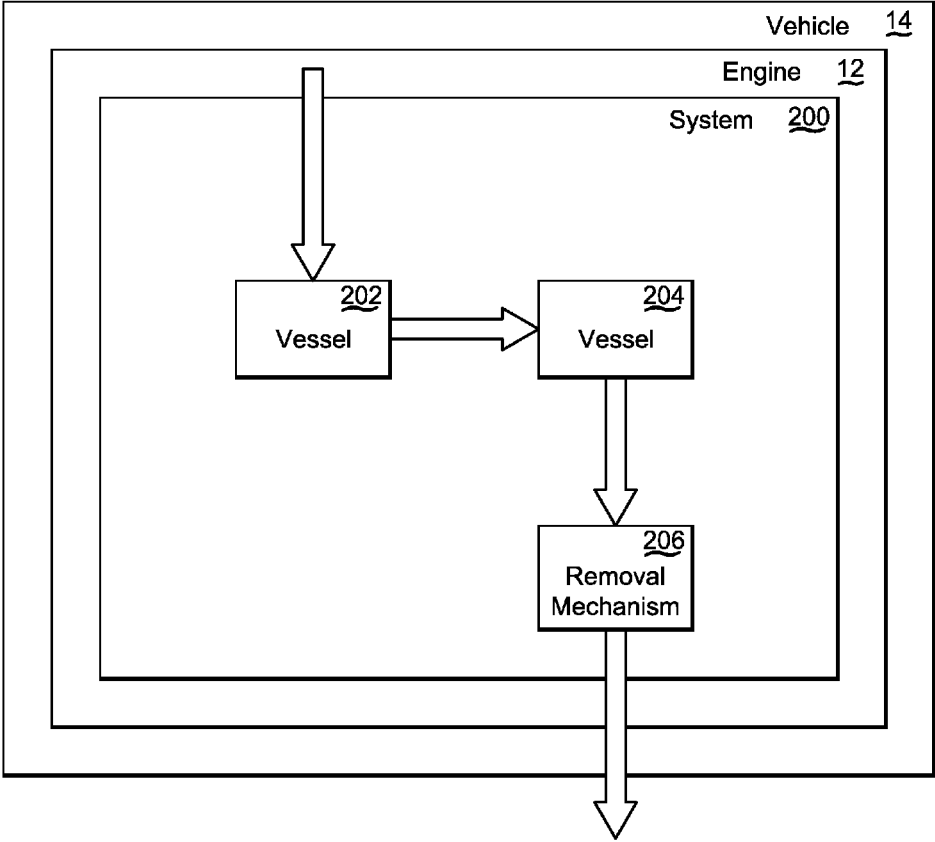 Vehicle 14
Engine 12
System 200
202
Vessel
204
Vessel
206
Removal
Mechanism